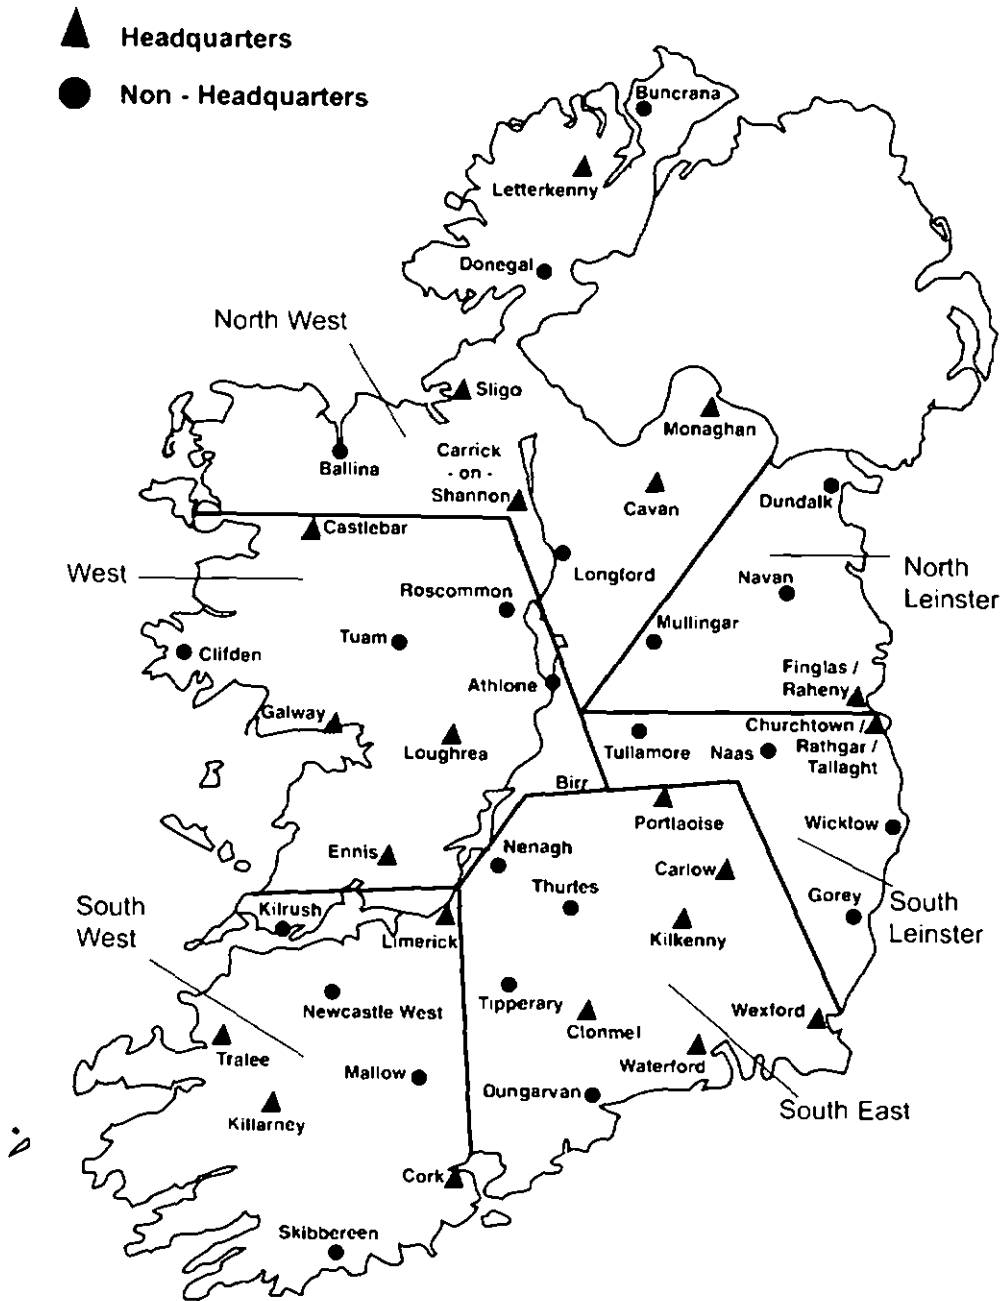 Headquarters
Non - Headquarters
Buncrana
Letterkenny
Donegal
North West
Sligo
Monaghan
Carrick
- on -
Shannon
Ballina
Cavan
Dundalk
Castlebar
West
Longford
North
Leinster
Navan
Roscommon
Tuam
Mullingar
Clifden
Finglas /
Raheny
Athlone
Galway
Loughrea
Tullamore
Naas
Churchtown /
Rathgar /
Tallaght
Birr
Portlaoise
Wicklow
Ennis
Nenagh
Carlow
Thurles
South
West
Kilrush
Limerick
Kilkenny
Gorey
South
Leinster
Newcastle West
Tipperary
Clonmel
Wexford
Tralee
Waterford
Mallow
Dungarvan
South East
Killarney
Cork
Skibbereen